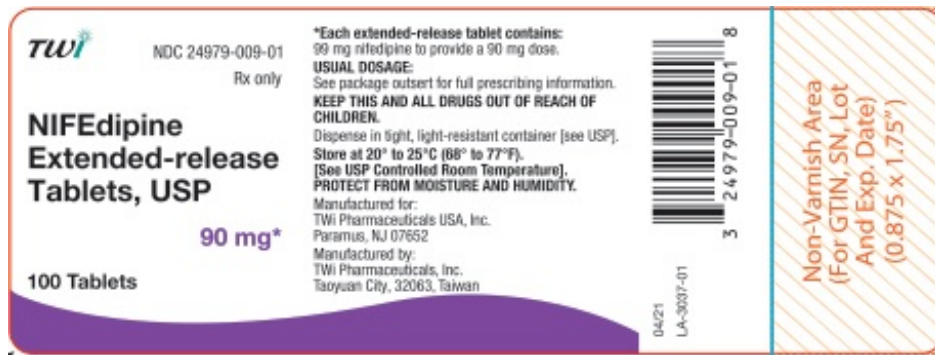 TWi
NDC 24979-009-01
Rx only
NIFEdipine
Extended-release
Tablets, USP
90 mg*
100 Tablets
*Each extended-release tablet contains:
99 mg nifedipine to provide a 90 mg dose.
USUAL DOSAGE:
See package outsert for full prescribing information.
KEEP THIS AND ALL DRUGS OUT OF REACH OF
CHILDREN.
Dispense in tight, light-resistant container [see USP].
Store at 20° to 25°C (68° to 77°F).
[See USP Controlled Room Temperature].
PROTECT FROM MOISTURE AND HUMIDITY.
Manufactured for:
TWi Pharmaceuticals USA, Inc.
Paramus, NJ 07652
Manufactured by:
TWi Pharmaceuticals, Inc.
Taoyuan City, 32063, Taiwan
04/21
LA-3037-01
3 24979-009-01 8
Non-Varnish Area
(For GTIN, SN, Lot
And Exp. Date)
(0.875 x 1.75")